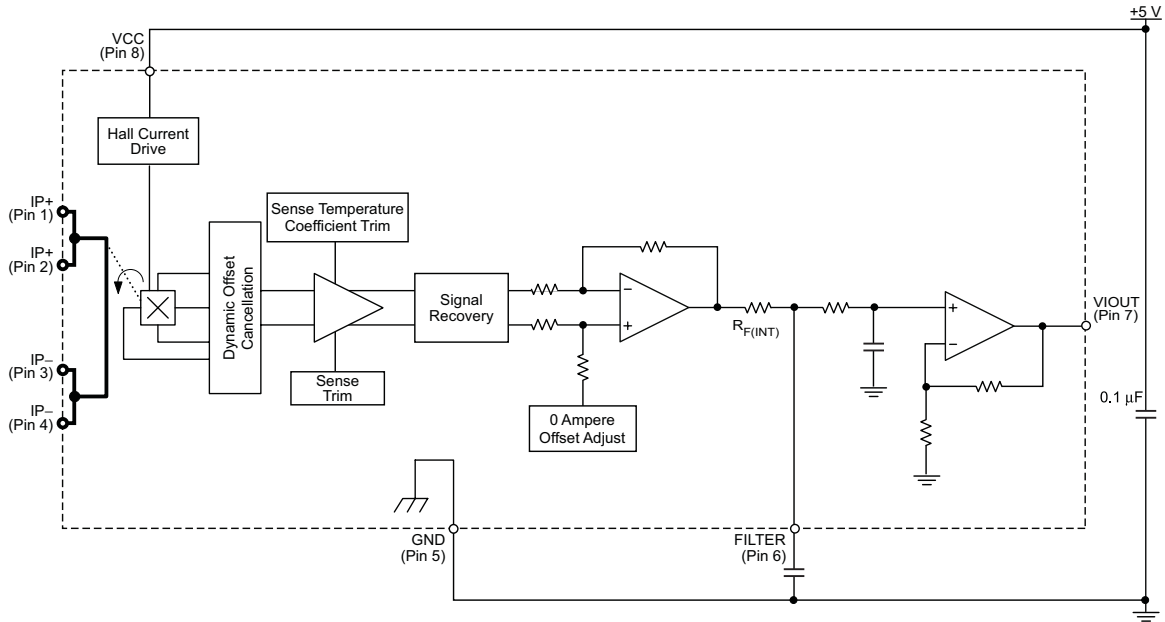 +5 V
VCC
(Pin 8)
Hall Current
Drive
IP+
(Pin 1)
IP+
(Pin 2)
IP−
(Pin 3)
IP−
(Pin 4)
Dynamic Offset
Cancellation
Sense Temperature
Coefficient Trim
Sense
Trim
Signal
Recovery
0 Ampere
Offset Adjust
−
+
RF(INT)
+
−
VIOUT
(Pin 7)
0.1 μF
GND
(Pin 5)
FILTER
(Pin 6)